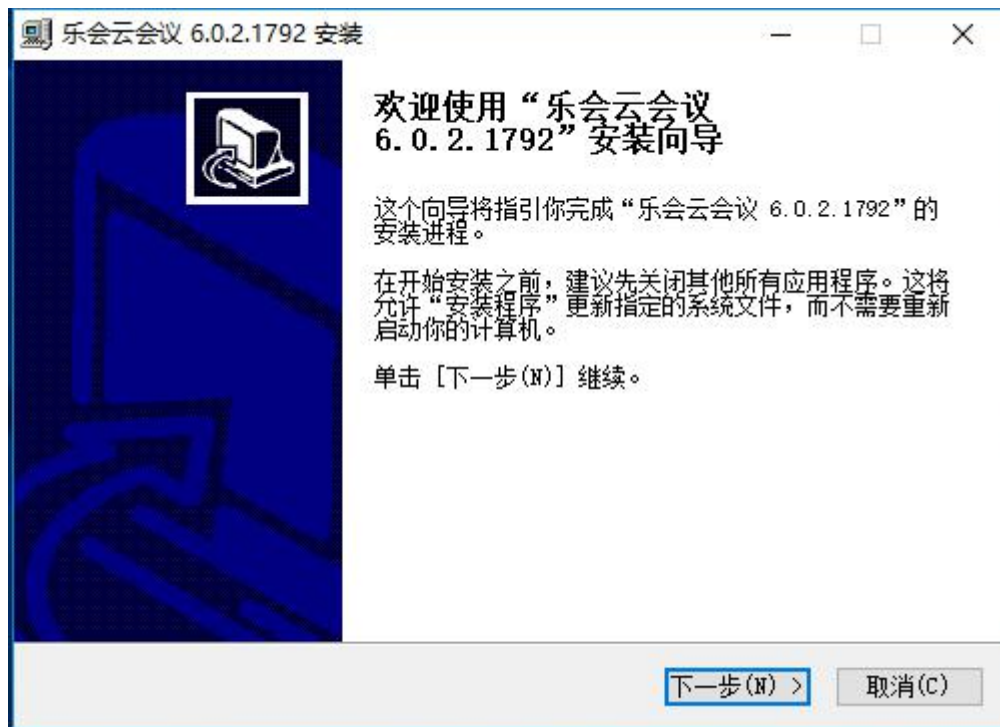 乐会云会议 6.0.2.1792 安装
欢迎使用“乐会云会议
6.0.2.1792”安装向导
这个向导将指引你完成“乐会云会议 6.0.2.1792”的
安装进程。
在开始安装之前，建议先关闭其他所有应用程序。这将
允许“安装程序”更新指定的系统文件，而不需要重新
启动你的计算机。
单击 [下一步(N)] 继续。
下一步(N) >
取消(C)